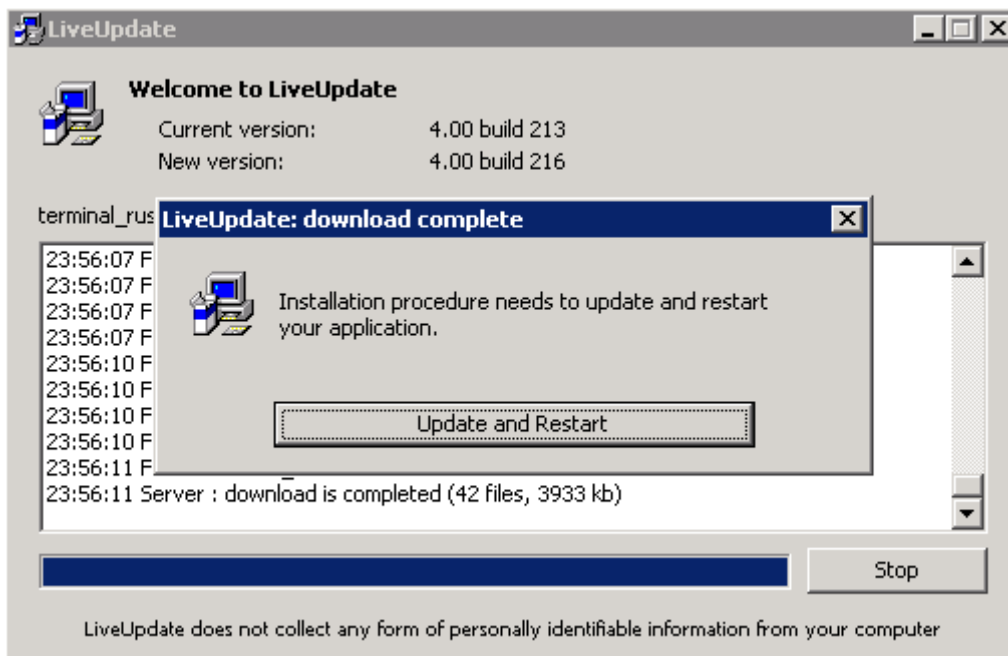 LiveUpdate
Welcome to LiveUpdate
Current version: 4.00 build 213
New version: 4.00 build 216
terminal_rus
LiveUpdate: download complete
Installation procedure needs to update and restart
your application.
Update and Restart
23:56:07 F
23:56:07 F
23:56:07 F
23:56:07 F
23:56:10 F
23:56:10 F
23:56:10 F
23:56:10 F
23:56:11 F
23:56:11 Server : download is completed (42 files, 3933 kb)
Stop
LiveUpdate does not collect any form of personally identifiable information from your computer